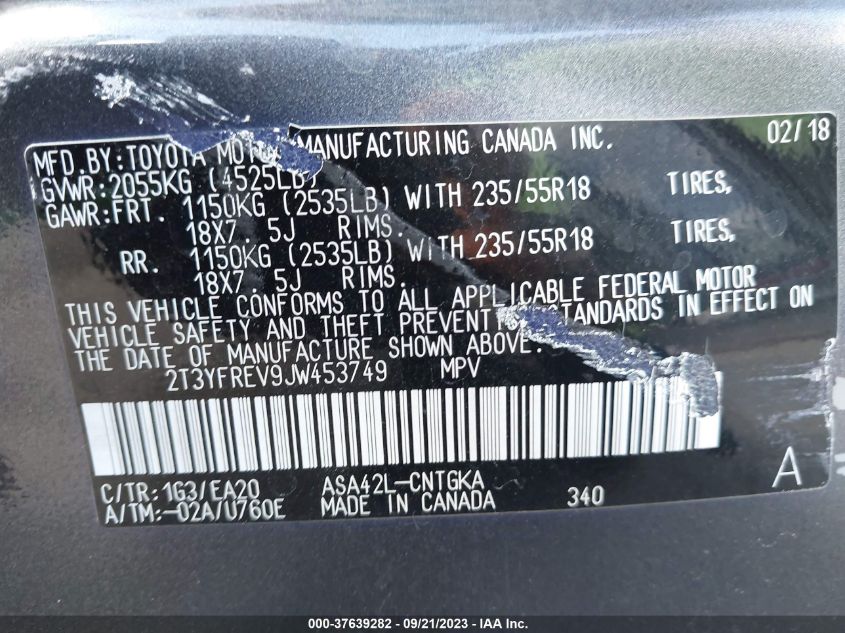 MFD.BY:TOYOTA MOTOR MANUFACTURING CANADA INC. 02/18
GVWR:2055KG (4525LB)
GAWR:FRT. 1150KG (2535LB) WITH 235/55R18 TIRES,
18X7. 5J RIMS.
RR. 1150KG (2535LB) WITH 235/55R18 TIRES,
18X7. 5J RIMS.
THIS VEHICLE CONFORMS TO ALL APPLICABLE FEDERAL MOTOR
VEHICLE SAFETY AND THEFT PREVENTION STANDARDS IN EFFECT ON
THE DATE OF MANUFACTURE SHOWN ABOVE.
2T3YFREV9JW453749 MPV
C/TR:1G3/EA20 ASA42L-CNTGKA A
A/TM:-02A/U760E MADE IN CANADA 340
000-37639282 - 09/21/2023 - IAA Inc.